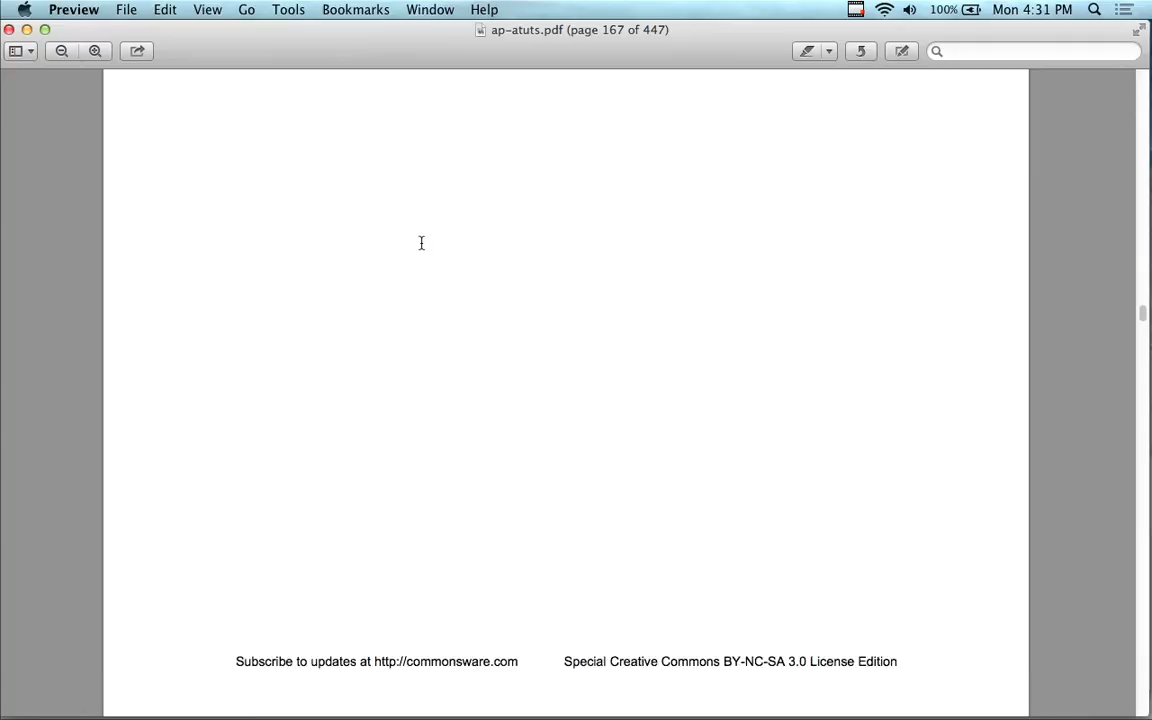 Preview File Edit View Go Tools Bookmarks Window Help 100% Mon 4:31 PM
ap-atuts.pdf (page 167 of 447)
Subscribe to updates at http://commonsware.com Special Creative Commons BY-NC-SA 3.0 License Edition